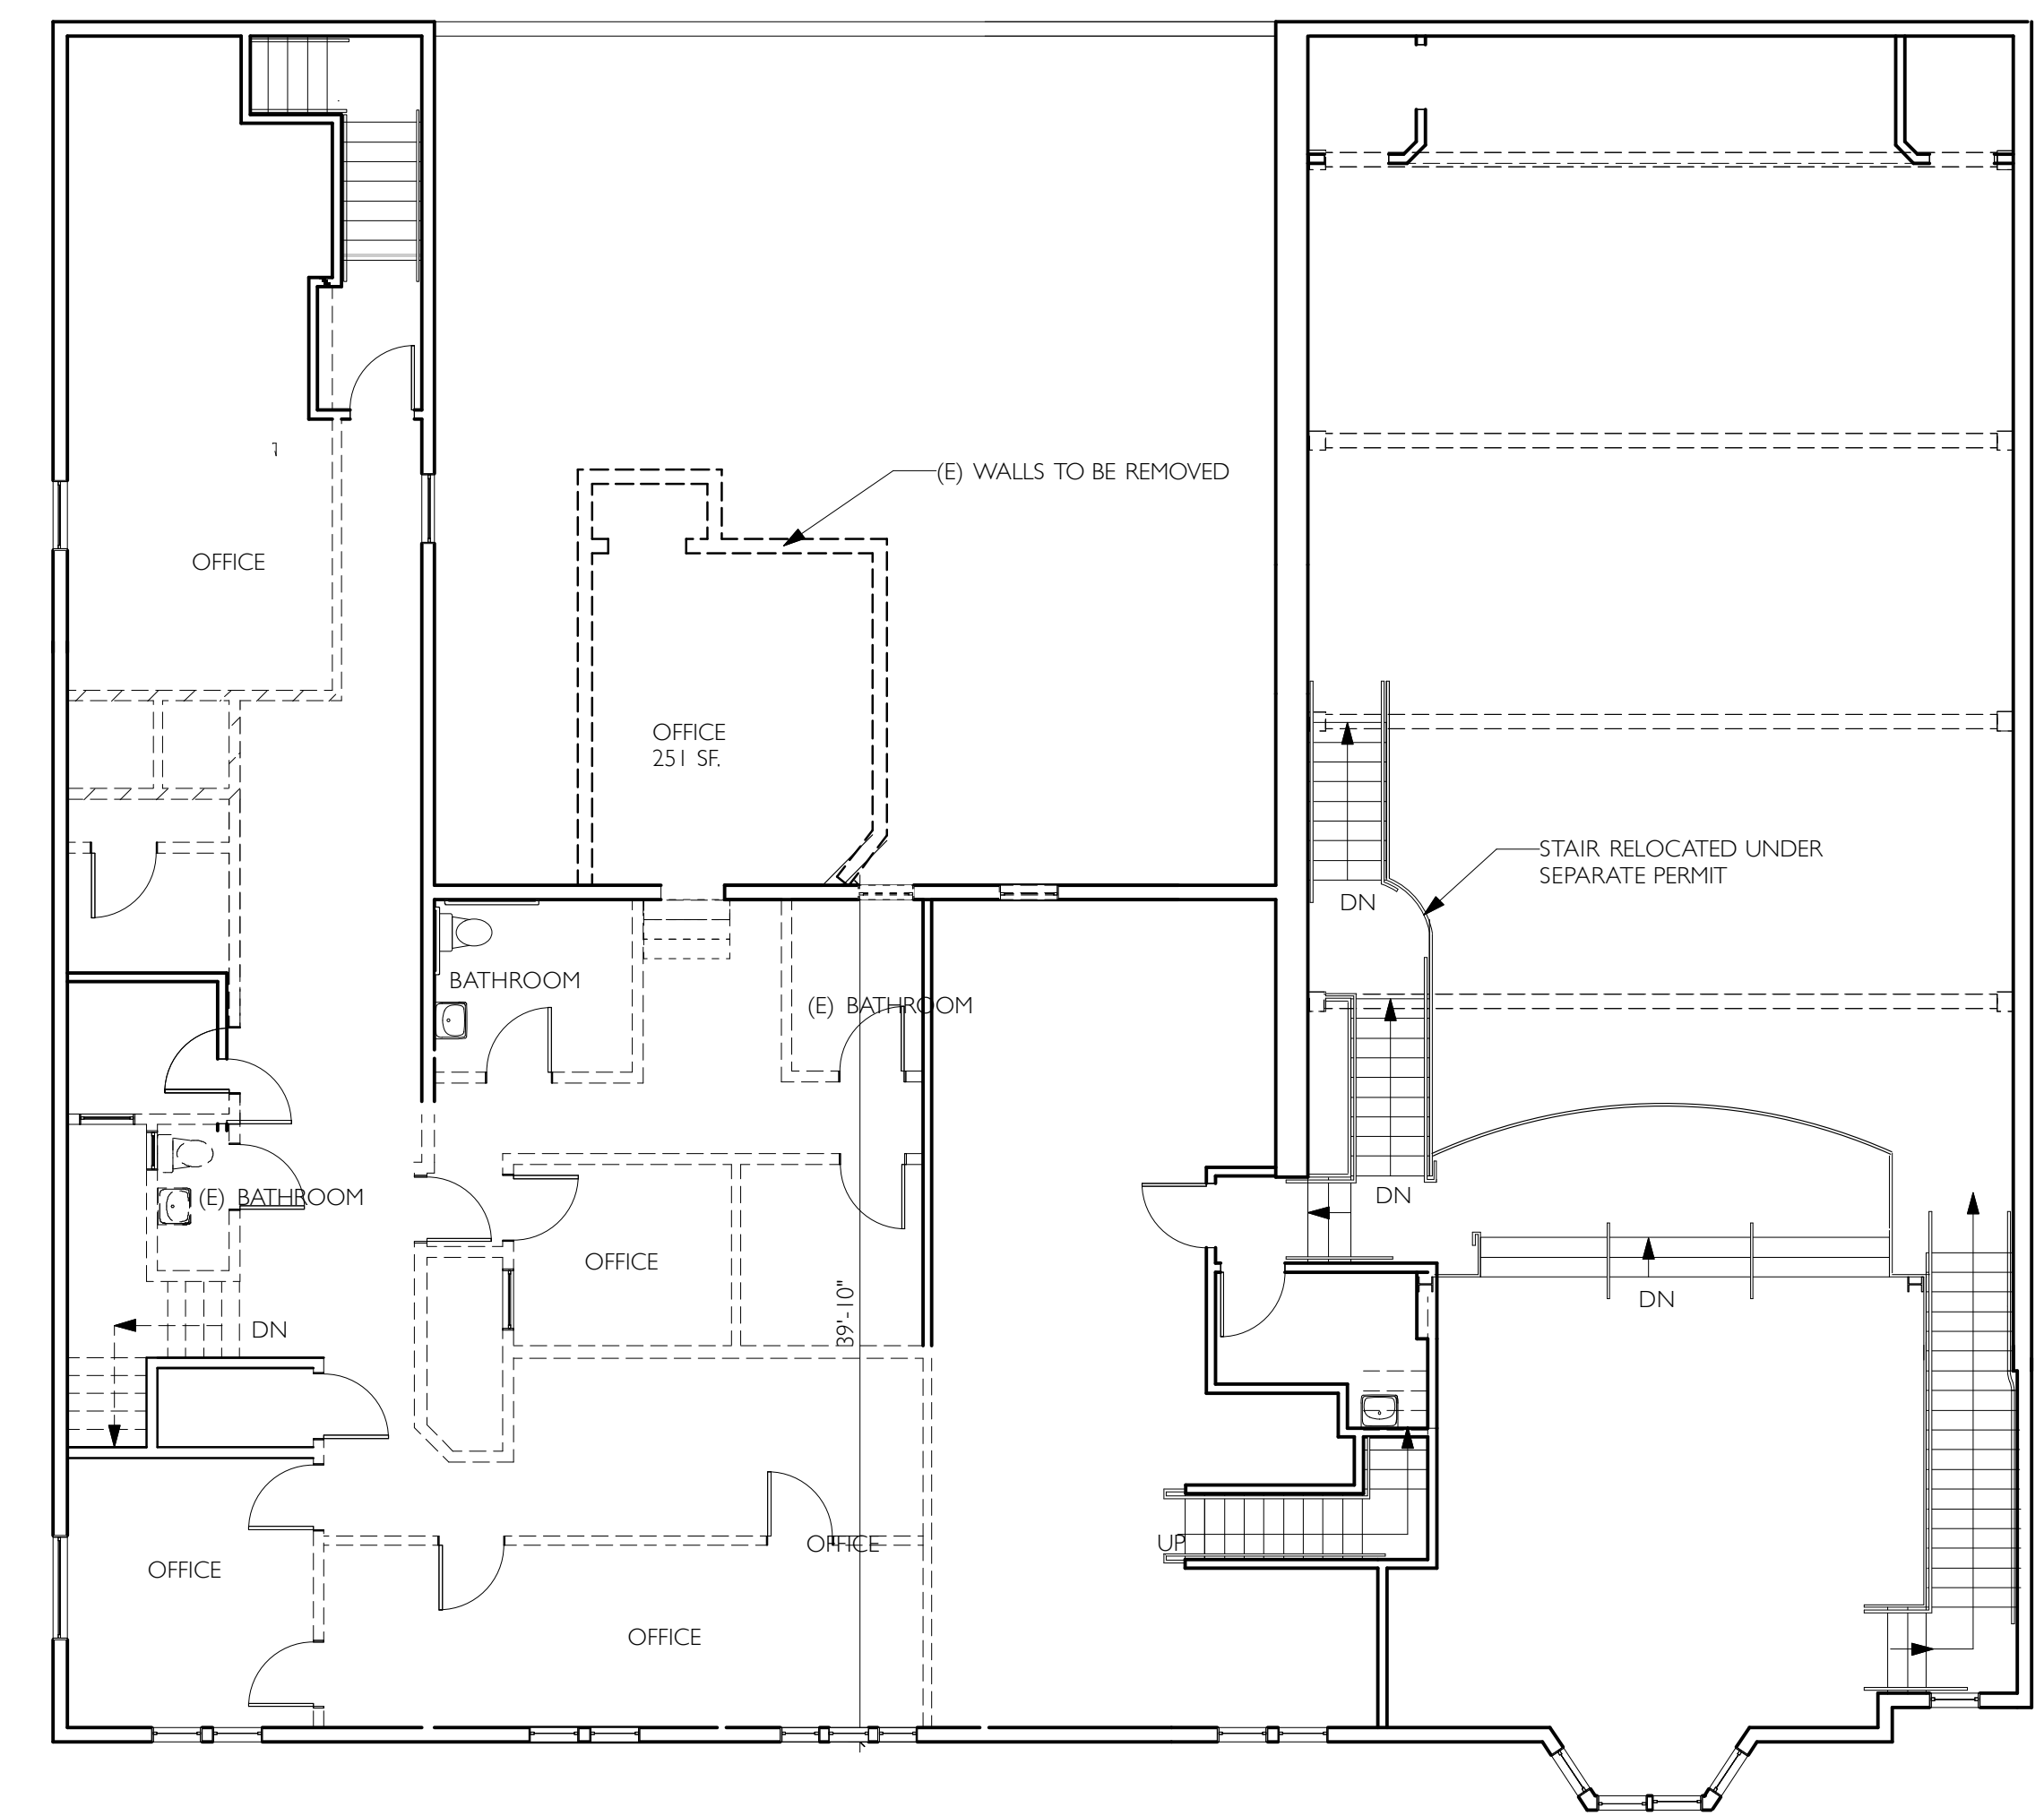 (E) WALLS TO BE REMOVED
OFFICE
OFFICE
251 SF.
STAIR RELOCATED UNDER
SEPARATE PERMIT
DN
BATHROOM
(E) BATHROOM
DN
(E) BATHROOM
OFFICE
39'-10"
DN
DN
UP
OFFICE
OFFICE
OFFICE